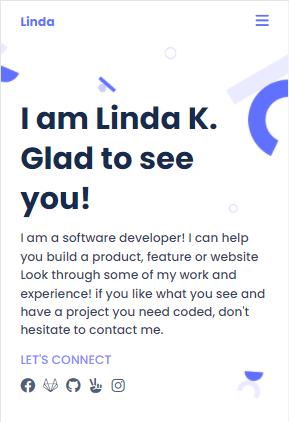 Linda
I am Linda K.
Glad to see
you!
I am a software developer! I can help
you build a product, feature or website
Look through some of my work and
experience! if you like what you see and
have a project you need coded, don't
hesitate to contact me.
LET'S CONNECT